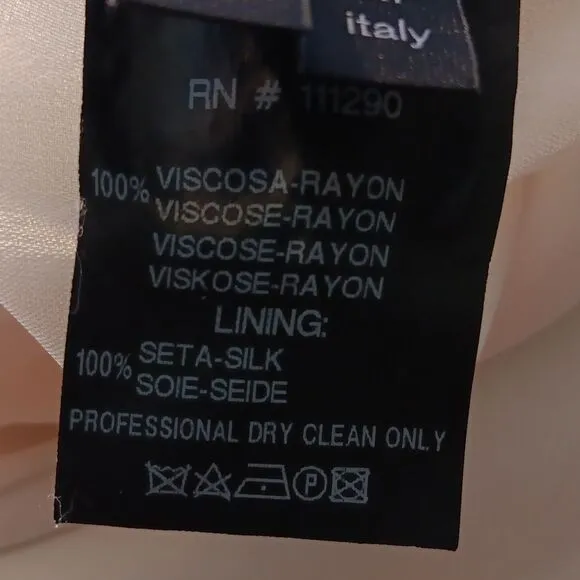 italy
RN # 111290
100% VISCOSA-RAYON
VISCOSE-RAYON
VISCOSE-RAYON
VISKOSE-RAYON
LINING:
100% SETA-SILK
SOIE-SEIDE
PROFESSIONAL DRY CLEAN ONLY
P